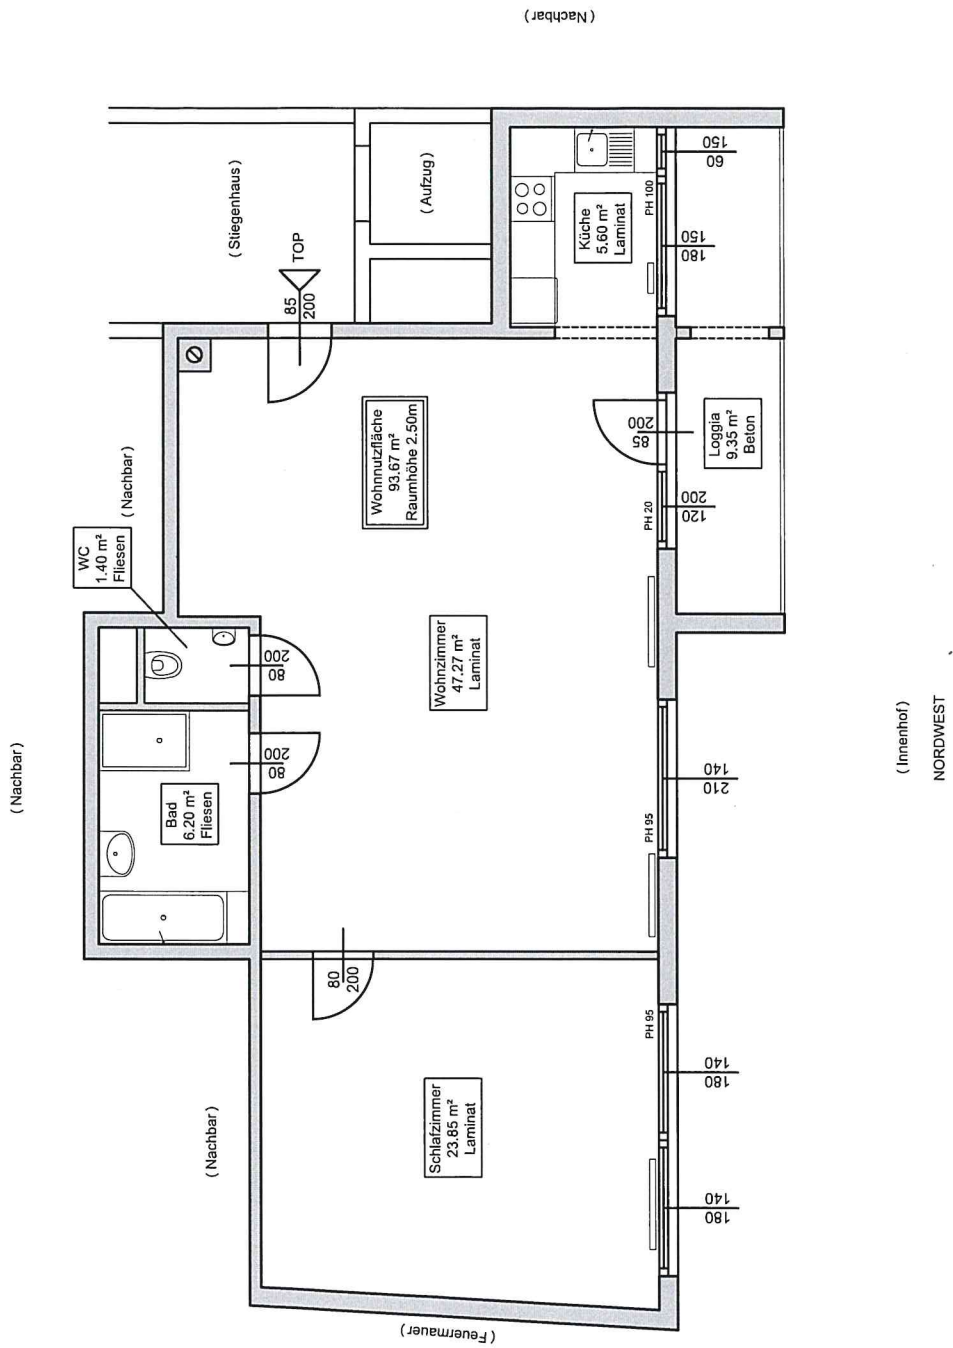 ( Nachbar )
( Stiegenhaus )
( Aufzug )
TOP
85
200
Küche
5.60 m²
Laminat
PH 100
150
60
150
180
Wohnnutzfläche
93.67 m²
Raumhöhe 2.50m
200
85
Loggia
9.35 m²
Beton
PH 20
200
120
( Nachbar )
WC
1.40 m²
Fliesen
200
80
Wohnzimmer
47.27 m²
Laminat
( Nachbar )
Bad
6.20 m²
Fliesen
200
80
PH 95
140
210
( Innenhof )
NORDWEST
80
200
PH 95
140
180
Schlafzimmer
23.85 m²
Laminat
( Nachbar )
140
180
( Feuermauer )